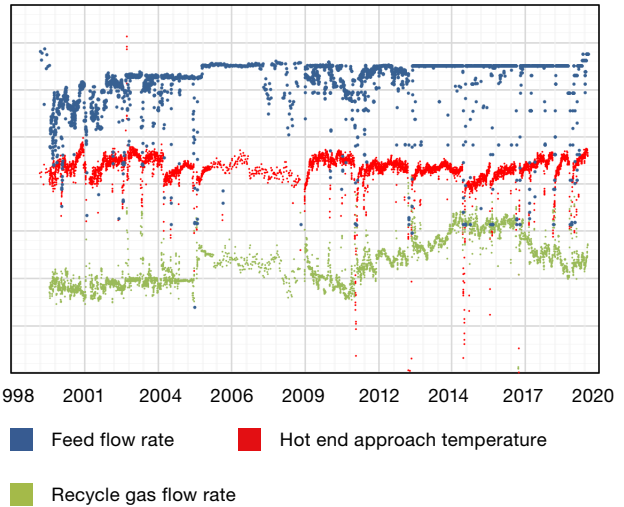 998 2001 2004 2006 2009 2012 2014 2017 2020
Feed flow rate Hot end approach temperature
Recycle gas flow rate